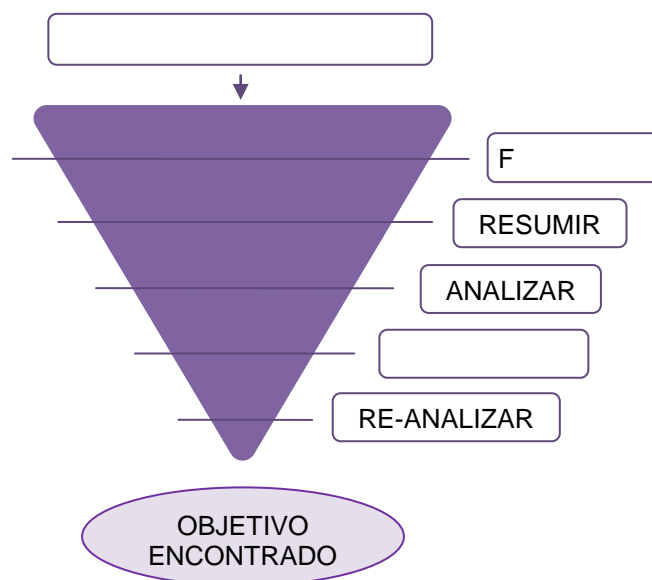 F
RESUMIR
ANALIZAR
RE-ANALIZAR
OBJETIVO
ENCONTRADO